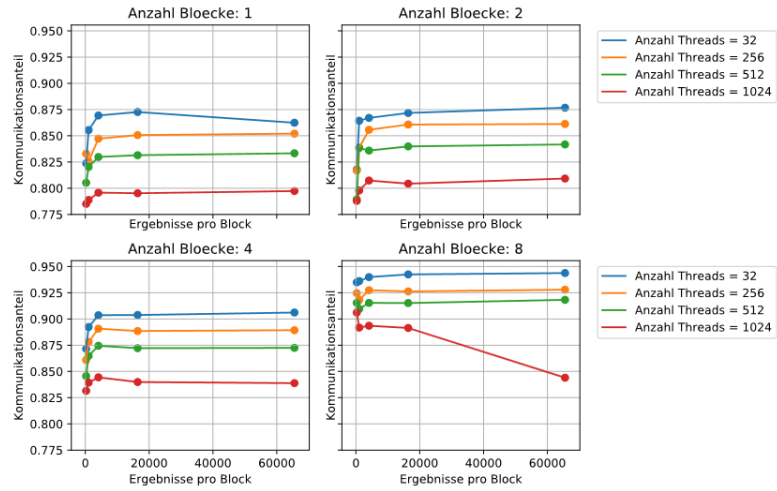 Anzahl Bloecke: 1
Anzahl Bloecke: 2
0.950
0.925
0.900
0.875
0.850
0.825
0.800
0.775
Kommunikationsanteil
Kommunikationsanteil
Ergebnisse pro Block
Ergebnisse pro Block
Anzahl Threads = 32
Anzahl Threads = 256
Anzahl Threads = 512
Anzahl Threads = 1024
Anzahl Bloecke: 4
Anzahl Bloecke: 8
0.950
0.925
0.900
0.875
0.850
0.825
0.800
0.775
Kommunikationsanteil
Kommunikationsanteil
0 20000 40000 60000
0 20000 40000 60000
Ergebnisse pro Block
Ergebnisse pro Block
Anzahl Threads = 32
Anzahl Threads = 256
Anzahl Threads = 512
Anzahl Threads = 1024